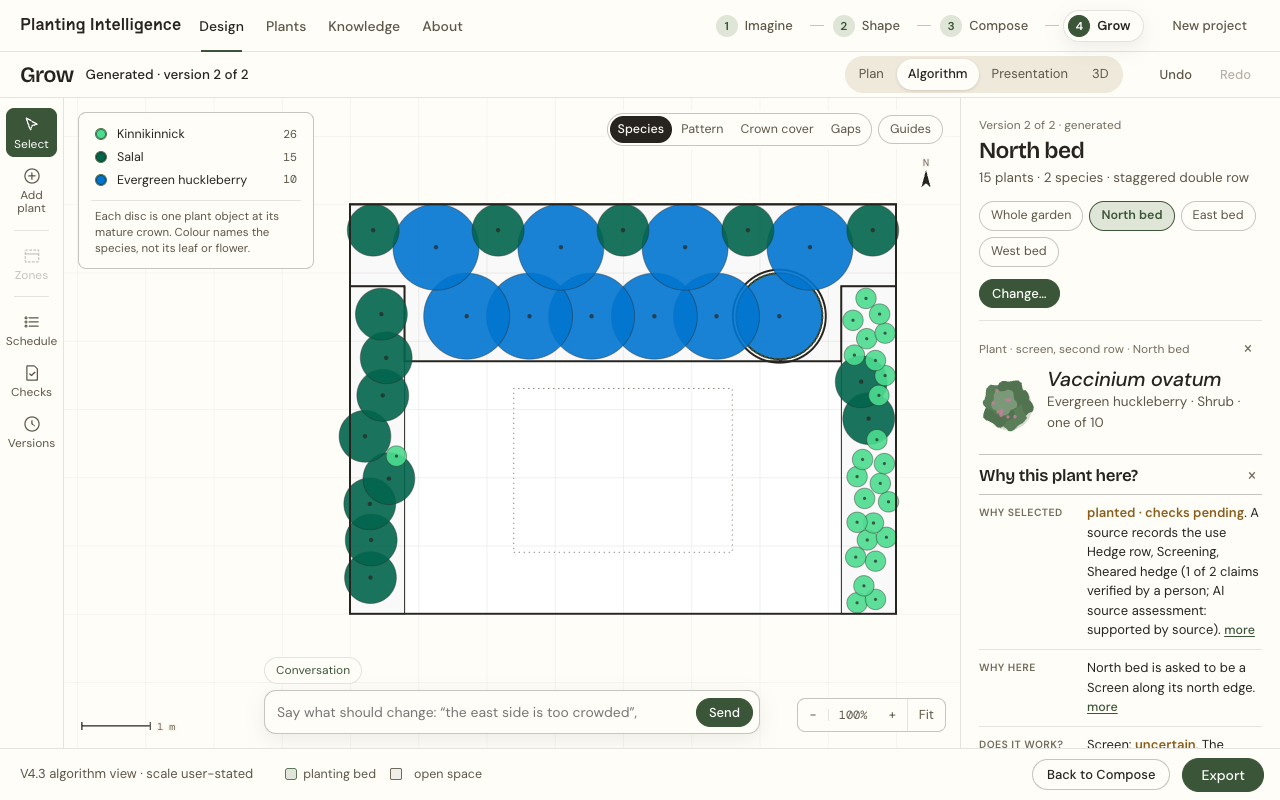 Planting Intelligence
Design
Plants
Knowledge
About
1 Imagine
2 Shape
3 Compose
4 Grow
New project
Grow
Generated · version 2 of 2
Plan
Algorithm
Presentation
3D
Undo
Redo
Select
Add
plant
Zones
Schedule
Checks
Versions
Kinnikinnick 26
Salal 15
Evergreen huckleberry 10
Each disc is one plant object at its
mature crown. Colour names the
species, not its leaf or flower.
Species
Pattern
Crown cover
Gaps
Guides
N
1 m
Conversation
Say what should change: “the east side is too crowded”,
Send
− 100% +
Fit
Version 2 of 2 · generated
North bed
15 plants · 2 species · staggered double row
Whole garden
North bed
East bed
West bed
Change…
Plant · screen, second row · North bed ×
Vaccinium ovatum
Evergreen huckleberry · Shrub ·
one of 10
Why this plant here? ×
WHY SELECTED
planted · checks pending. A
source records the use
Hedge row, Screening,
Sheared hedge (1 of 2 claims
verified by a person; AI
source assessment:
supported by source). more
WHY HERE
North bed is asked to be a
Screen along its north edge.
more
DOES IT WORK?
Screen: uncertain. The
V4.3 algorithm view · scale user-stated
planting bed
open space
Back to Compose
Export